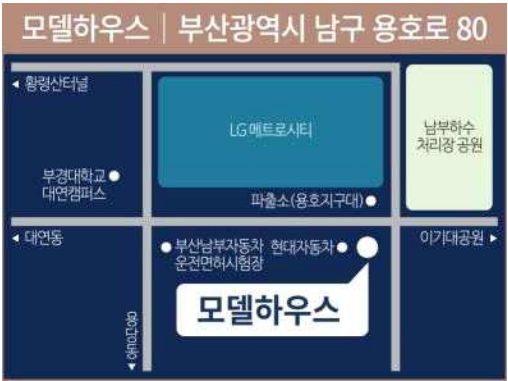 모델하우스 | 부산광역시 남구 용호로 80
◀ 황령산터널
LG메트로시티
남부하수
처리장 공원
부경대학교
대연캠퍼스
파출소(용호지구대)
◀ 대연동
이기대공원 ▶
부산남부자동차
운전면허시험장
현대자동차
모델하우스